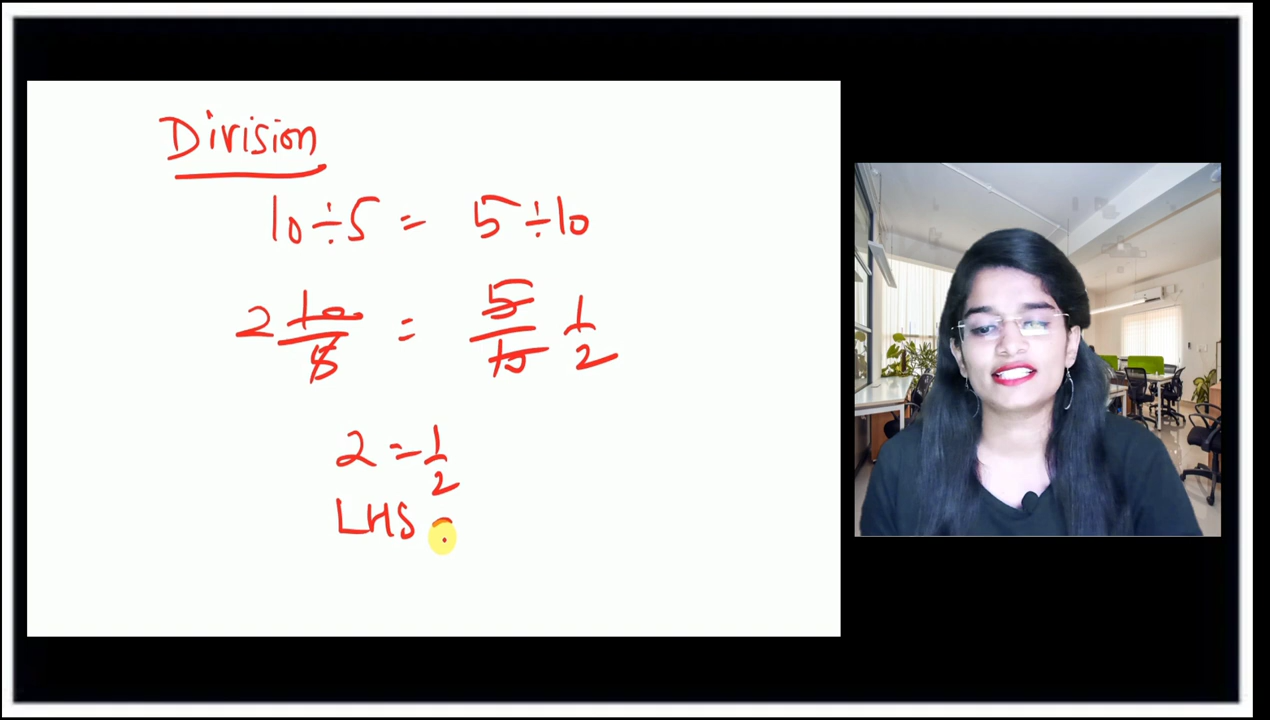 Division
10 ÷ 5 = 5 ÷ 10
2 10/5 = 5/10 1/2
2 = 1/2
LHS =